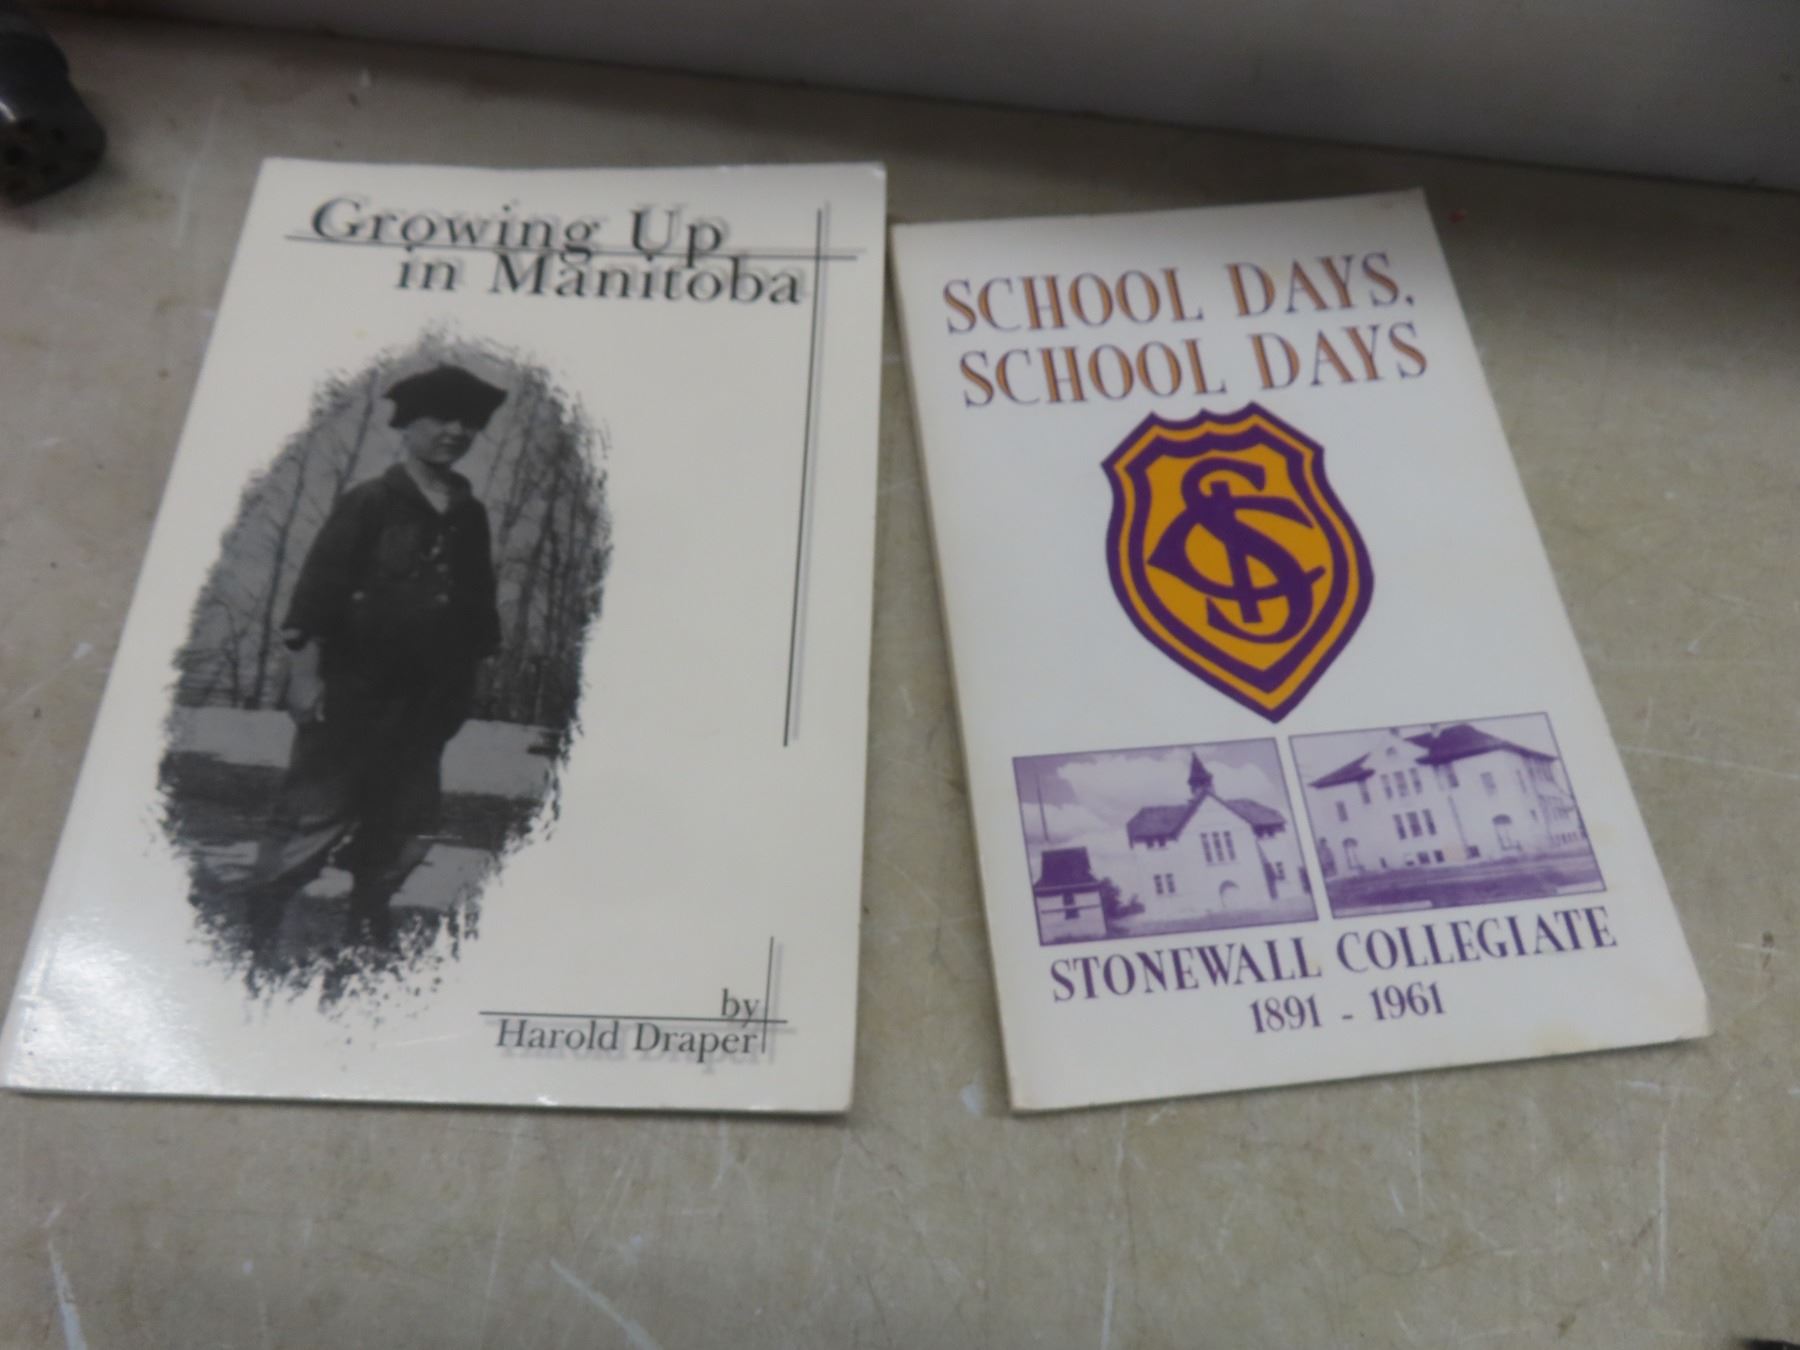 Growing Up
in Manitoba
by
Harold Draper
SCHOOL DAYS,
SCHOOL DAYS
SC
STONEWALL COLLEGIATE
1891 - 1961